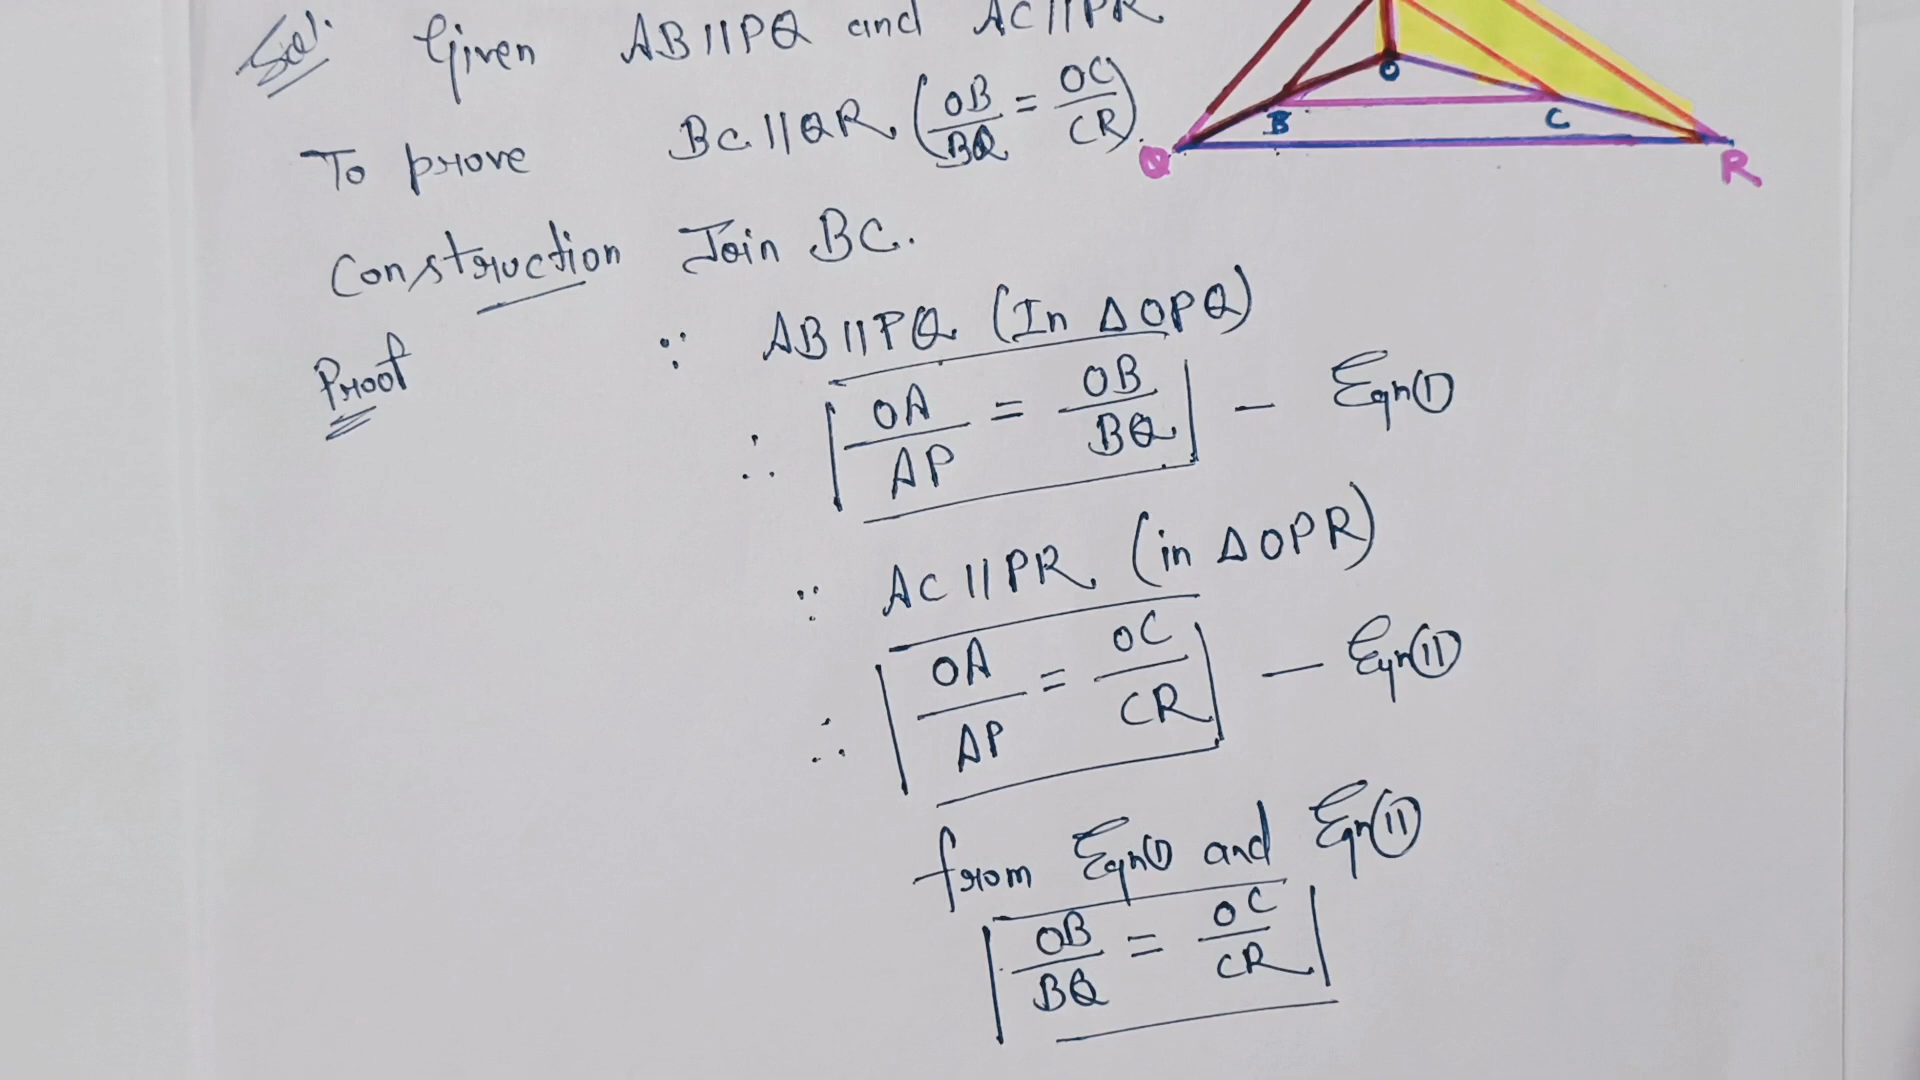 Sol. Given AB||PQ and AC||PR
To prove BC||QR (OB/BQ = OC/CR)
O
B
C
Q
R
Construction Join BC.
Proof ∵ AB||PQ (In △OPQ)
∴ OA/AP = OB/BQ — Eqn(I)
∵ AC||PR (in △OPR)
∴ OA/AP = OC/CR — Eqn(II)
from Eqn(I) and Eqn(II)
OB/BQ = OC/CR